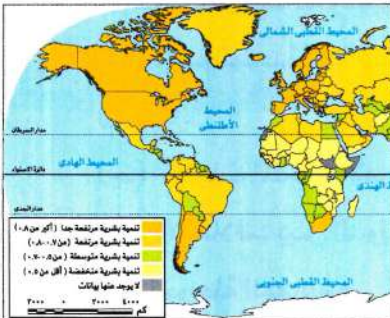 المحيط القطبي الشمالي
المحيط
الأطلنطي
مدار السرطان
المحيط الهادي
دائرة الاستواء
الهندي
مدار الجدي
تنمية بشرية مرتفعة جدا ( أكبر من ٠.٨)
تنمية بشرية مرتفعة (من ٠.٧-٠.٨)
تنمية بشرية متوسطة (من ٠.٥-٠.٧)
تنمية بشرية منخفضة (أقل من ٠.٥)
لا يوجد عنها بيانات
المحيط القطبي الجنوبي
٢٠٠٠ ٠ ٢٠٠٠ ٤٠٠٠
كم